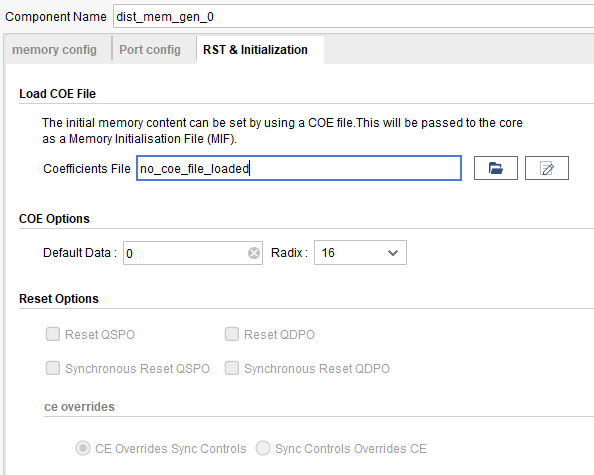 Component Name dist_mem_gen_0
memory config Port config RST & Initialization
Load COE File
The initial memory content can be set by using a COE file.This will be passed to the core
as a Memory Initialisation File (MIF).
Coefficients File no_coe_file_loaded
COE Options
Default Data : 0 Radix : 16
Reset Options
Reset QSPO Reset QDPO
Synchronous Reset QSPO Synchronous Reset QDPO
ce overrides
CE Overrides Sync Controls Sync Controls Overrides CE